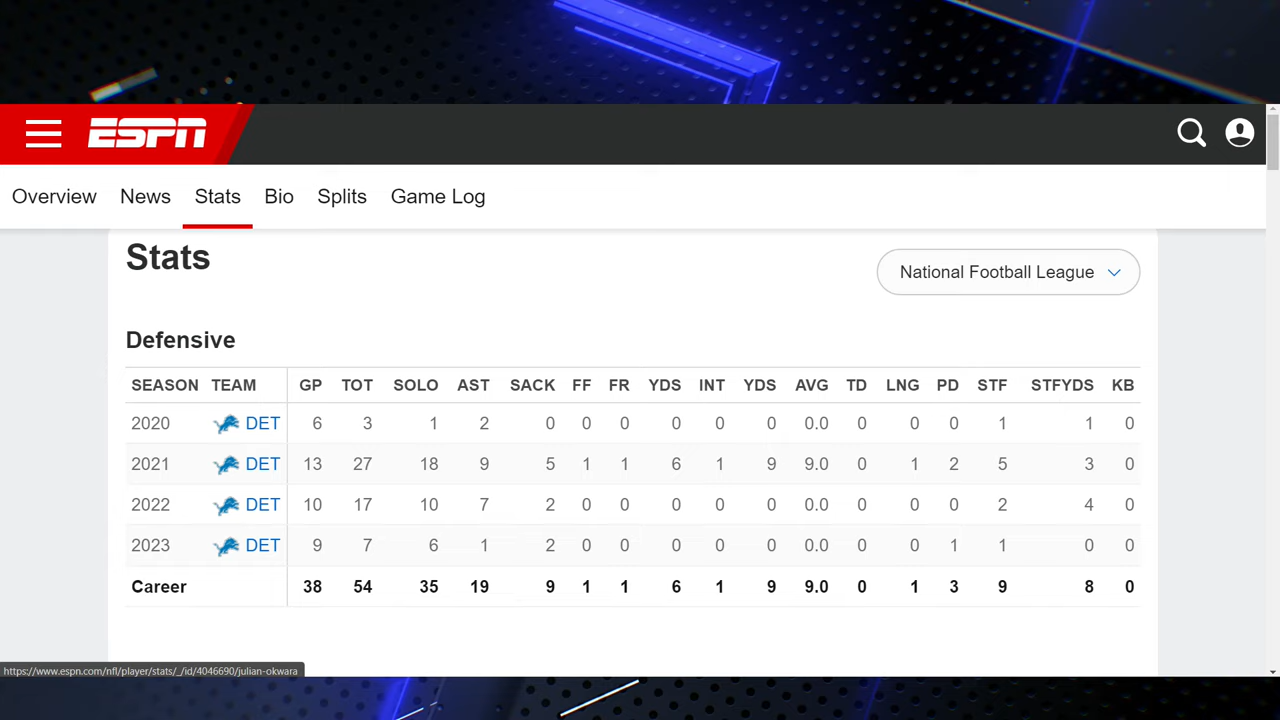 ESPN
Overview News Stats Bio Splits Game Log
Stats
National Football League
Defensive
SEASON TEAM GP TOT SOLO AST SACK FF FR YDS INT YDS AVG TD LNG PD STF STFYDS KB
2020 DET 6 3 1 2 0 0 0 0 0 0 0.0 0 0 0 1 1 0
2021 DET 13 27 18 9 5 1 1 6 1 9 9.0 0 1 2 5 3 0
2022 DET 10 17 10 7 2 0 0 0 0 0 0.0 0 0 0 2 4 0
2023 DET 9 7 6 1 2 0 0 0 0 0 0.0 0 0 1 1 0 0
Career 38 54 35 19 9 1 1 6 1 9 9.0 0 1 3 9 8 0
https://www.espn.com/nfl/player/stats/_/id/4046690/julian-okwara